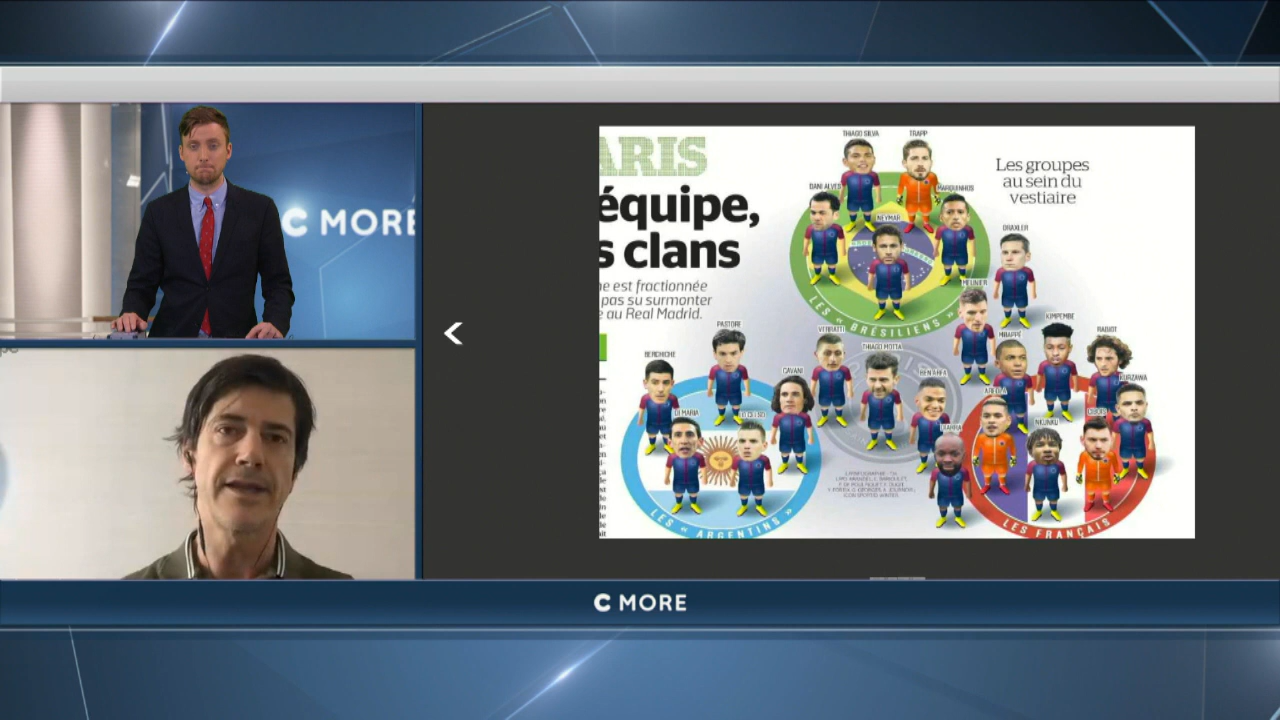 C MORE
pe
ARIS
équipe,
s clans
ne est fractionnée
pas su surmonter
e au Real Madrid.
Les groupes
au sein du
vestiaire
THIAGO SILVA
TRAPP
DANI ALVES
MARQUINHOS
NEYMAR
DRAXLER
LES « BRÉSILIENS »
MEUNIER
PASTORE
VERRATTI
KIMPEMBE
MBAPPÉ
RABIOT
BERCHICHE
THIAGO MOTTA
CAVANI
BEN ARFA
KURZAWA
AREOLA
DI MARIA
LO CELSO
NKUNKU
DIARRA
LES « ARGENTINS »
LES FRANÇAIS
C MORE